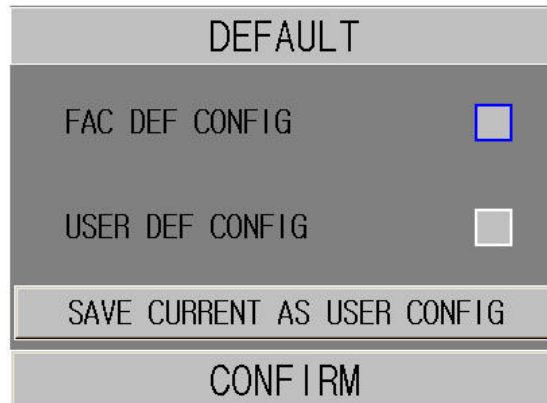 DEFAULT
FAC DEF CONFIG
USER DEF CONFIG
SAVE CURRENT AS USER CONFIG
CONFIRM